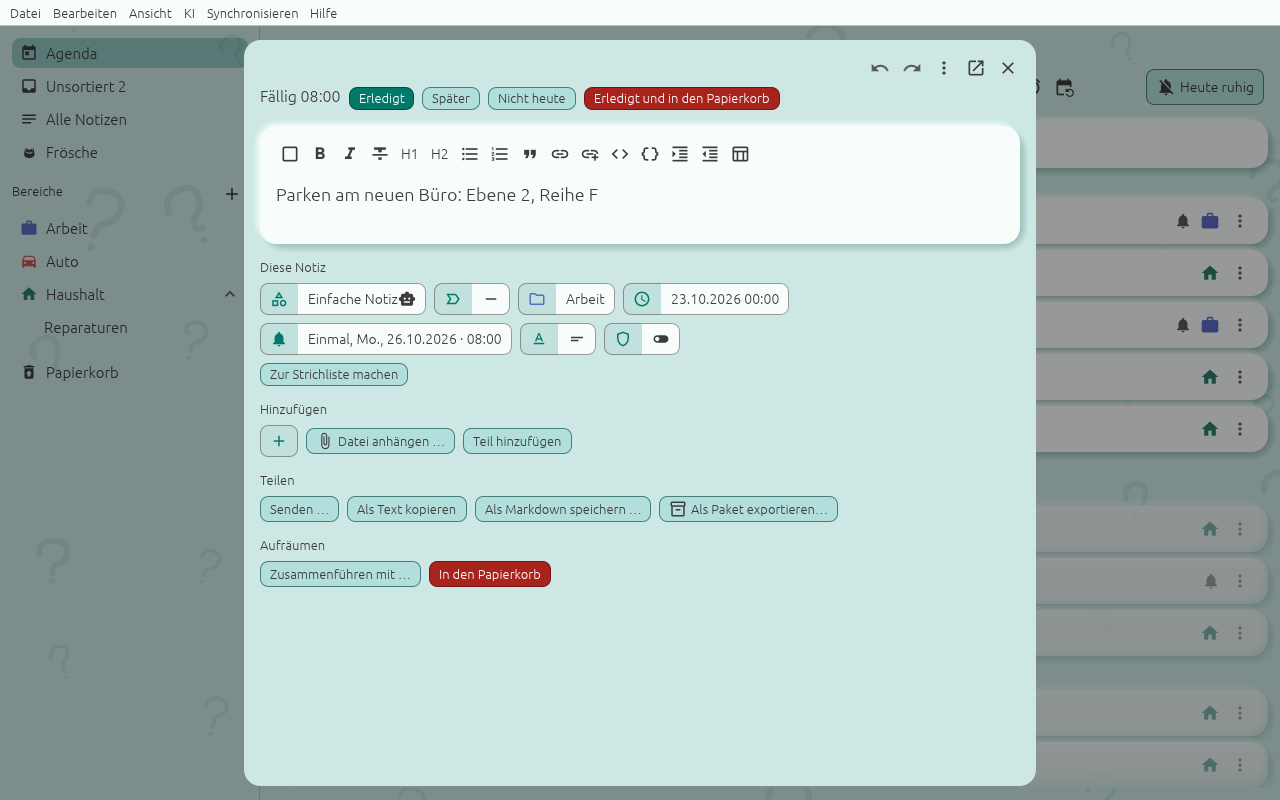 Datei Bearbeiten Ansicht KI Synchronisieren Hilfe
Agenda
Unsortiert 2
Alle Notizen
Frösche
Bereiche
Arbeit
Auto
Haushalt
Reparaturen
Papierkorb
Heute ruhig
Fällig 08:00 Erledigt Später Nicht heute Erledigt und in den Papierkorb
B I H1 H2
Parken am neuen Büro: Ebene 2, Reihe F
Diese Notiz
Einfache Notiz Arbeit 23.10.2026 00:00
Einmal, Mo., 26.10.2026 · 08:00
Zur Strichliste machen
Hinzufügen
Datei anhängen … Teil hinzufügen
Teilen
Senden … Als Text kopieren Als Markdown speichern … Als Paket exportieren…
Aufräumen
Zusammenführen mit … In den Papierkorb